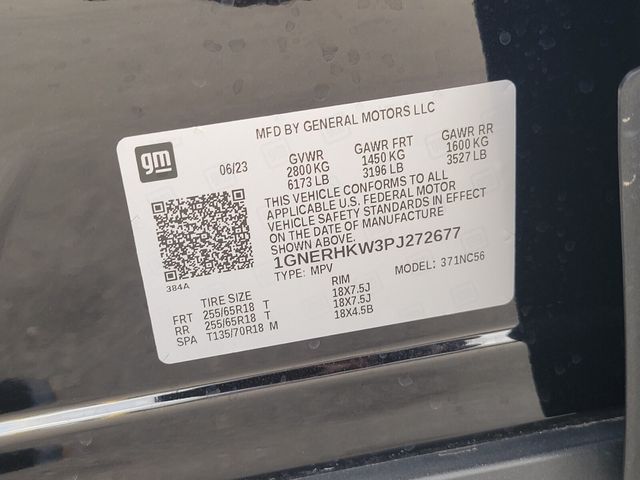 MFD BY GENERAL MOTORS LLC
gm
06/23
GVWR GAWR FRT GAWR RR
2800 KG 1450 KG 1600 KG
6173 LB 3196 LB 3527 LB
THIS VEHICLE CONFORMS TO ALL
APPLICABLE U.S. FEDERAL MOTOR
VEHICLE SAFETY STANDARDS IN EFFECT
ON THE DATE OF MANUFACTURE
SHOWN ABOVE.
1GNERHKW3PJ272677
TYPE: MPV MODEL: 371NC56
384A
TIRE SIZE RIM
FRT 255/65R18 T 18X7.5J
RR 255/65R18 T 18X7.5J
SPA T135/70R18 M 18X4.5B